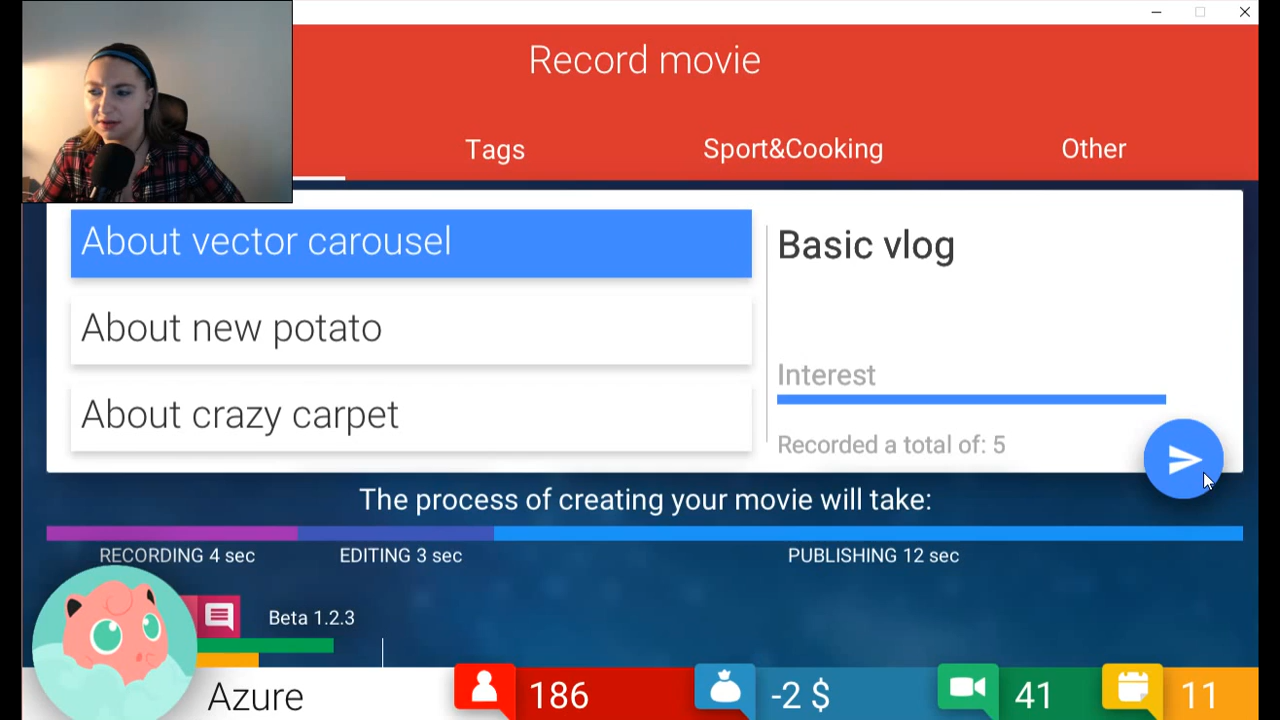 Record movie
Tags
Sport&Cooking
Other
About vector carousel
About new potato
About crazy carpet
Basic vlog
Interest
Recorded a total of: 5
The process of creating your movie will take:
RECORDING 4 sec
EDITING 3 sec
PUBLISHING 12 sec
Beta 1.2.3
Azure
186
-2 $
41
11